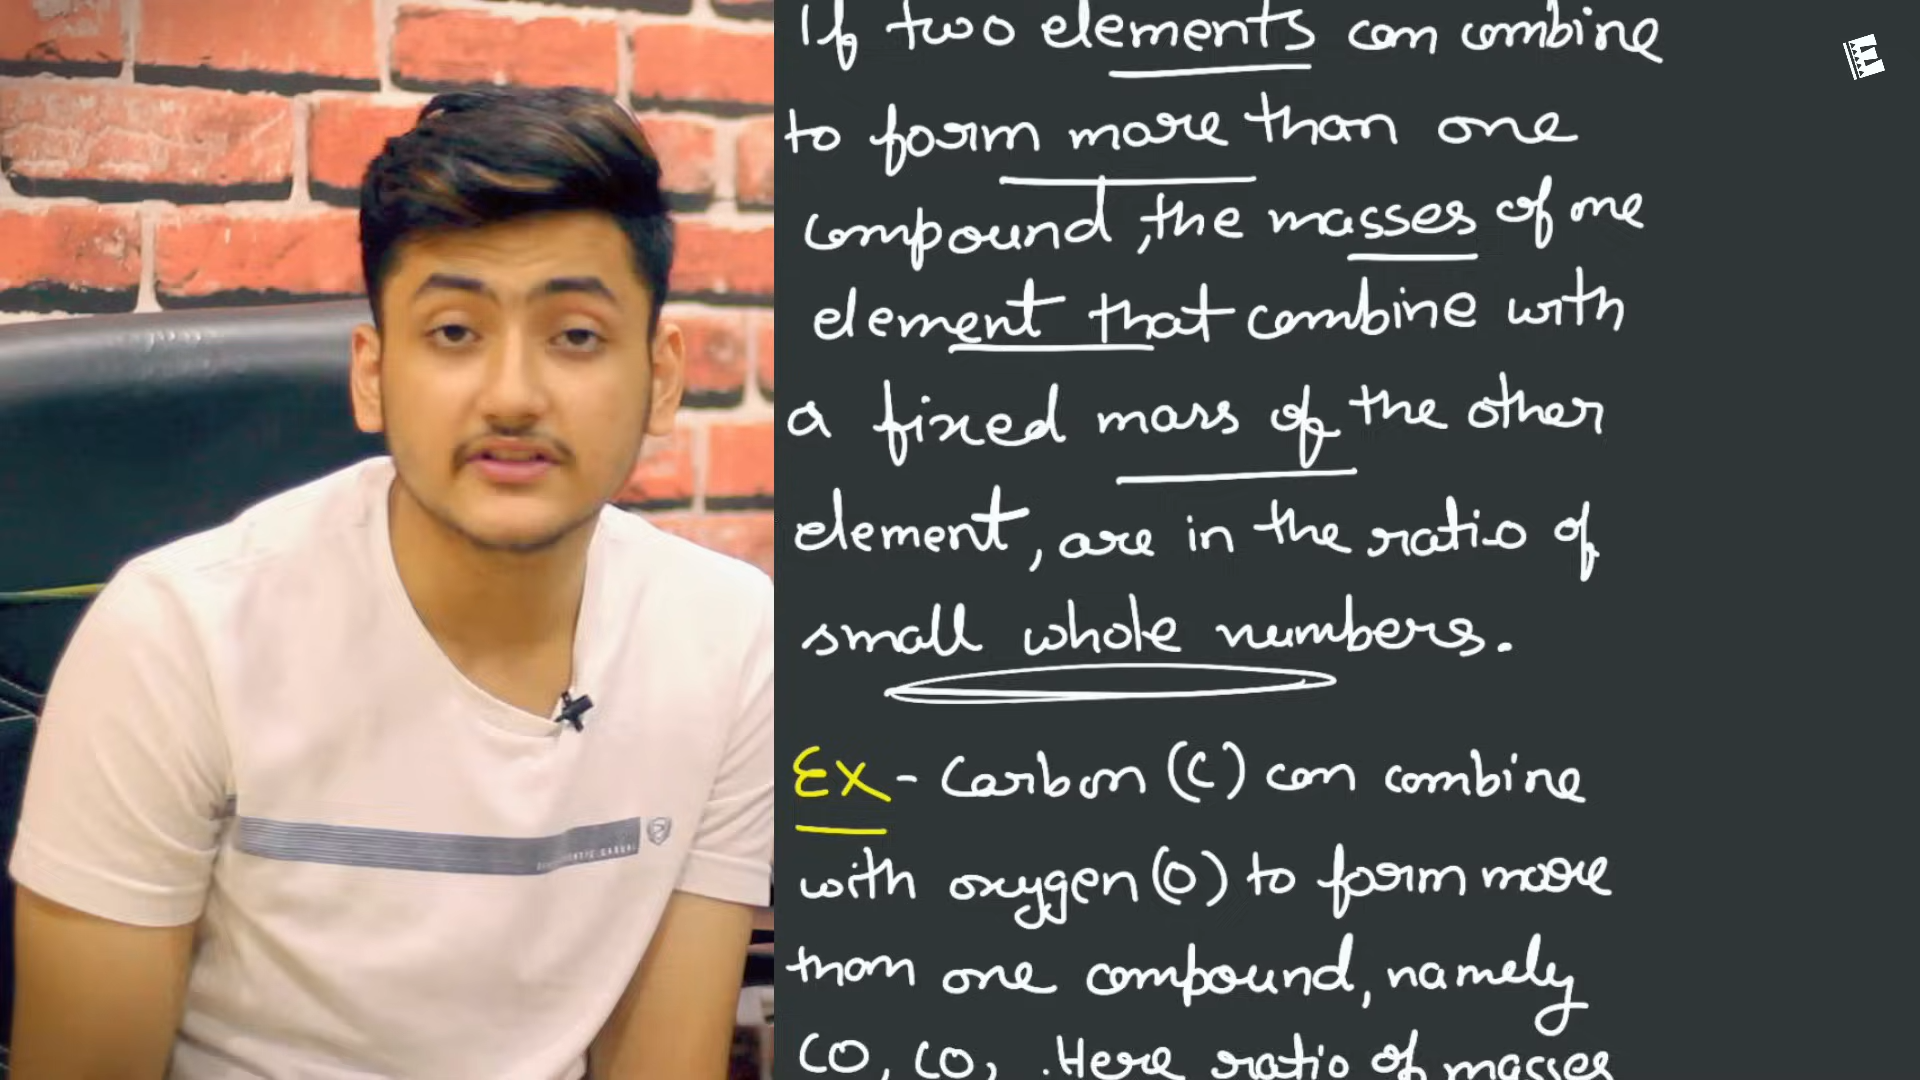 If two elements can combine
to form more than one
compound, the masses of one
element that combine with
a fixed mass of the other
element, are in the ratio of
small whole numbers.
Ex - Carbon (C) can combine
with oxygen (O) to form more
than one compound, namely
CO, CO2. Here ratio of masses